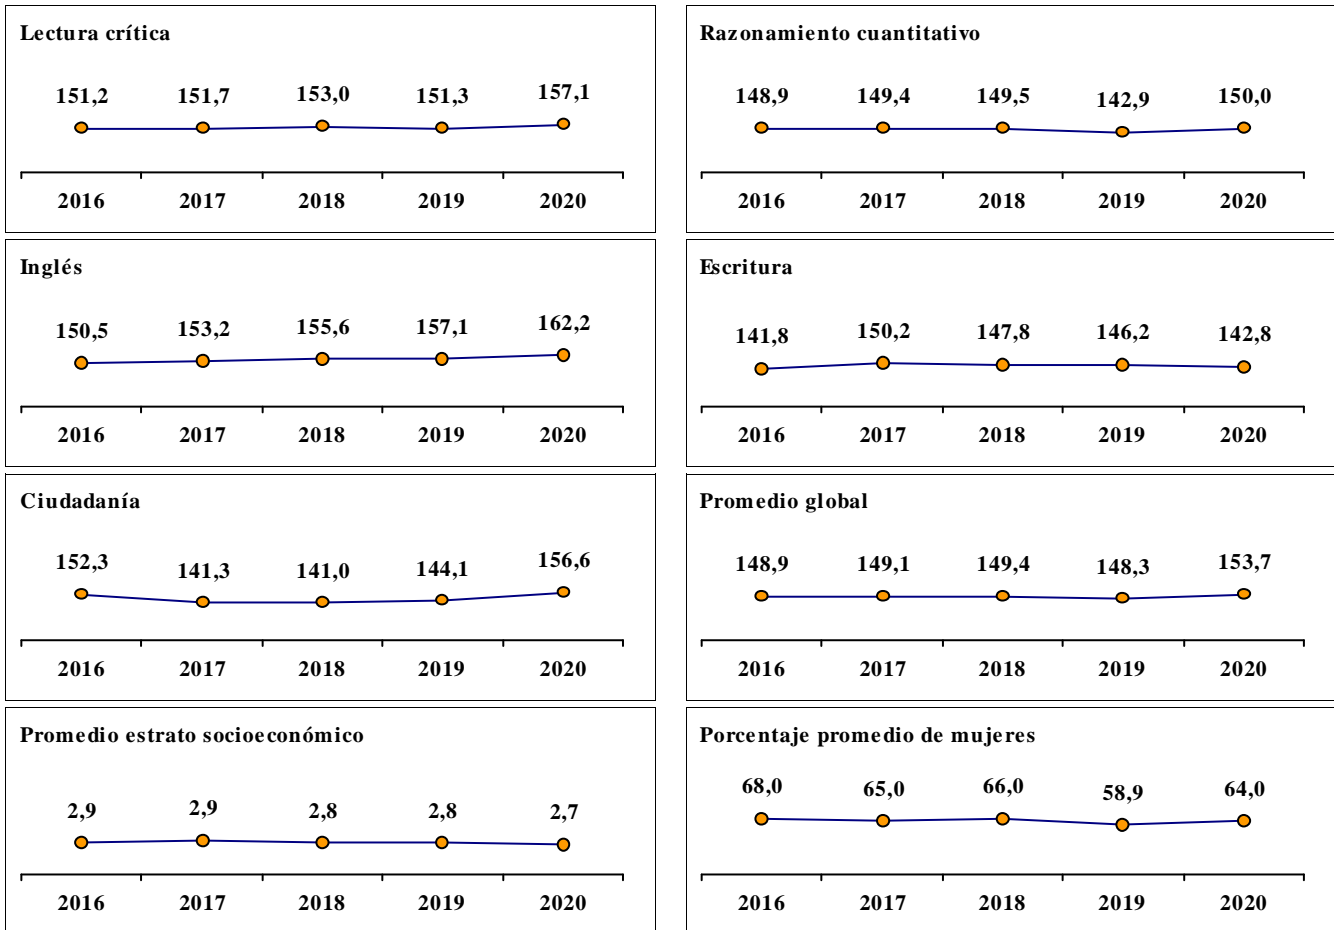 Lectura crítica
151,2 151,7 153,0 151,3 157,1
2016 2017 2018 2019 2020
Razonamiento cuantitativo
148,9 149,4 149,5 142,9 150,0
2016 2017 2018 2019 2020
Inglés
150,5 153,2 155,6 157,1 162,2
2016 2017 2018 2019 2020
Escritura
141,8 150,2 147,8 146,2 142,8
2016 2017 2018 2019 2020
Ciudadanía
152,3 141,3 141,0 144,1 156,6
2016 2017 2018 2019 2020
Promedio global
148,9 149,1 149,4 148,3 153,7
2016 2017 2018 2019 2020
Promedio estrato socioeconómico
2,9 2,9 2,8 2,8 2,7
2016 2017 2018 2019 2020
Porcentaje promedio de mujeres
68,0 65,0 66,0 58,9 64,0
2016 2017 2018 2019 2020